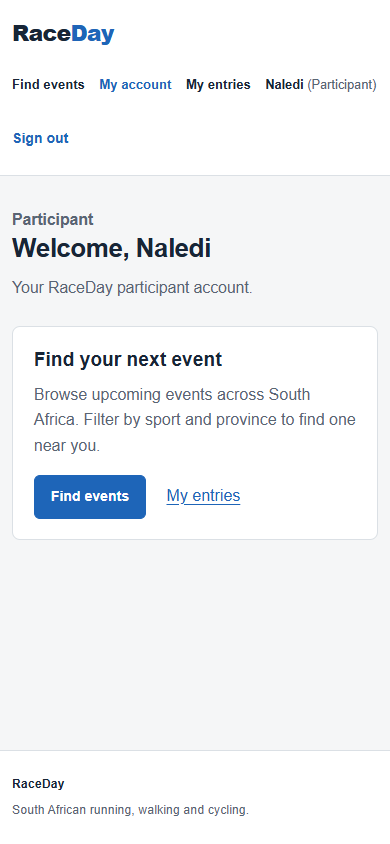 RaceDay
Find events My account My entries Naledi (Participant)
Sign out
Participant
Welcome, Naledi
Your RaceDay participant account.
Find your next event
Browse upcoming events across South
Africa. Filter by sport and province to find one
near you.
Find events My entries
RaceDay
South African running, walking and cycling.